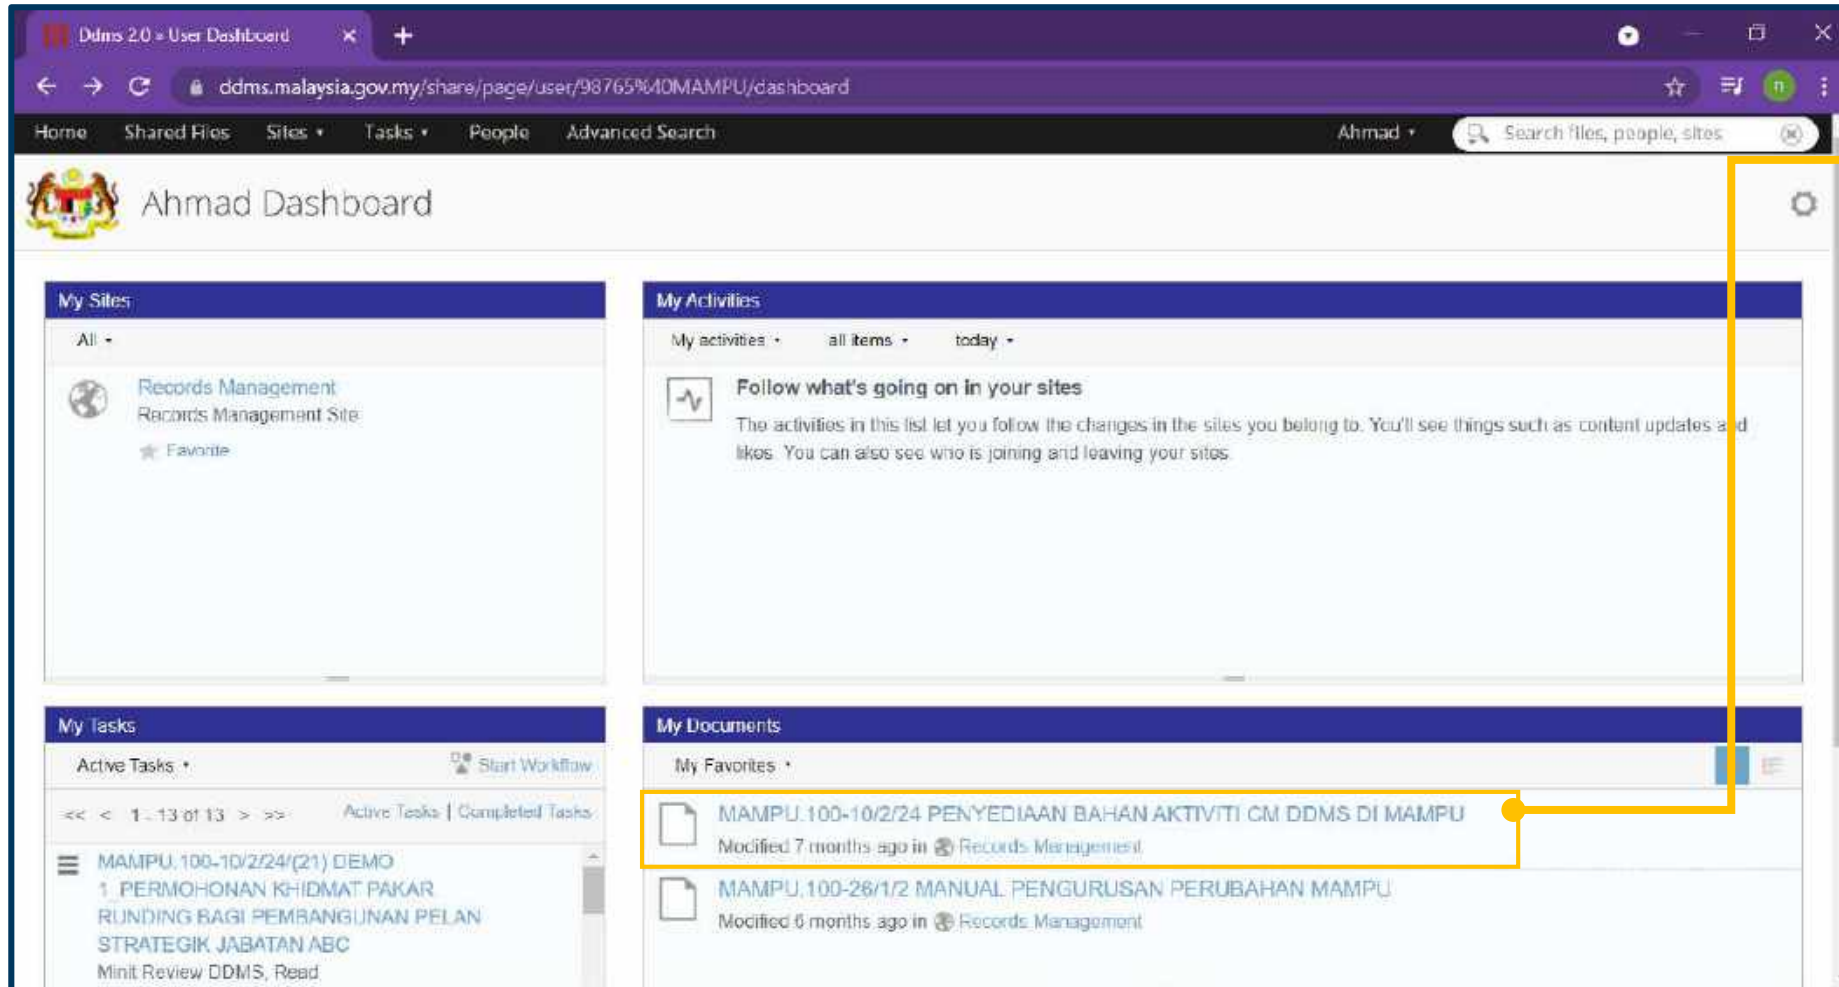 Ddms 2.0 » User Dashboard
ddms.malaysia.gov.my/share/page/user/98765%40MAMPU/dashboard
n
Home Shared Files Sites Tasks People Advanced Search Ahmad Search files, people, sites
Ahmad Dashboard
My Sites
All
Records Management
Records Management Site
Favorite
My Activities
My activities all items today
Follow what's going on in your sites
The activities in this list let you follow the changes in the sites you belong to. You'll see things such as content updates and
likes. You can also see who is joining and leaving your sites.
My Tasks
Active Tasks Start Workflow
<< < 1 - 13 of 13 > >> Active Tasks | Completed Tasks
MAMPU.100-10/2/24/(21) DEMO
1_PERMOHONAN KHIDMAT PAKAR
RUNDING BAGI PEMBANGUNAN PELAN
STRATEGIK JABATAN ABC
Minit Review DDMS, Read
My Documents
My Favorites
MAMPU.100-10/2/24 PENYEDIAAN BAHAN AKTIVITI CM DDMS DI MAMPU
Modified 7 months ago in Records Management
MAMPU.100-26/1/2 MANUAL PENGURUSAN PERUBAHAN MAMPU
Modified 6 months ago in Records Management